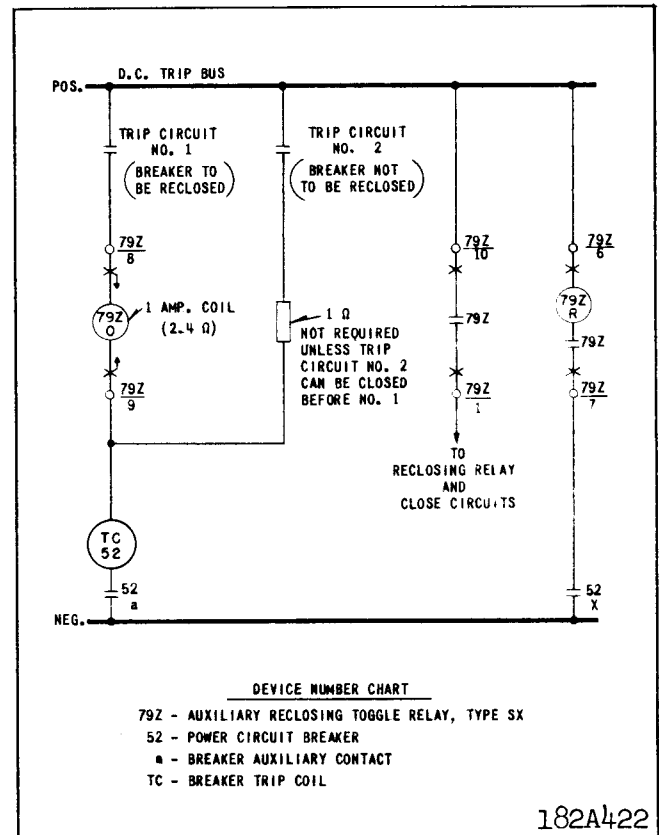 D.C. TRIP BUS
POS.
TRIP CIRCUIT
NO. 1
(BREAKER TO
BE RECLOSED)
TRIP CIRCUIT
NO. 2
(BREAKER NOT
TO BE RECLOSED)
79Z
8
79Z
10
79Z
6
79Z
O
1 AMP. COIL
(2.4 Ω)
1 Ω
NOT REQUIRED
UNLESS TRIP
CIRCUIT NO. 2
CAN BE CLOSED
BEFORE NO. 1
79Z
79Z
R
79Z
79Z
9
79Z
1
79Z
7
TO
RECLOSING RELAY
AND
CLOSE CIRCUITS
TC
52
52
a
52
X
NEG.
DEVICE NUMBER CHART
79Z - AUXILIARY RECLOSING TOGGLE RELAY, TYPE SX
52 - POWER CIRCUIT BREAKER
a - BREAKER AUXILIARY CONTACT
TC - BREAKER TRIP COIL
182A422